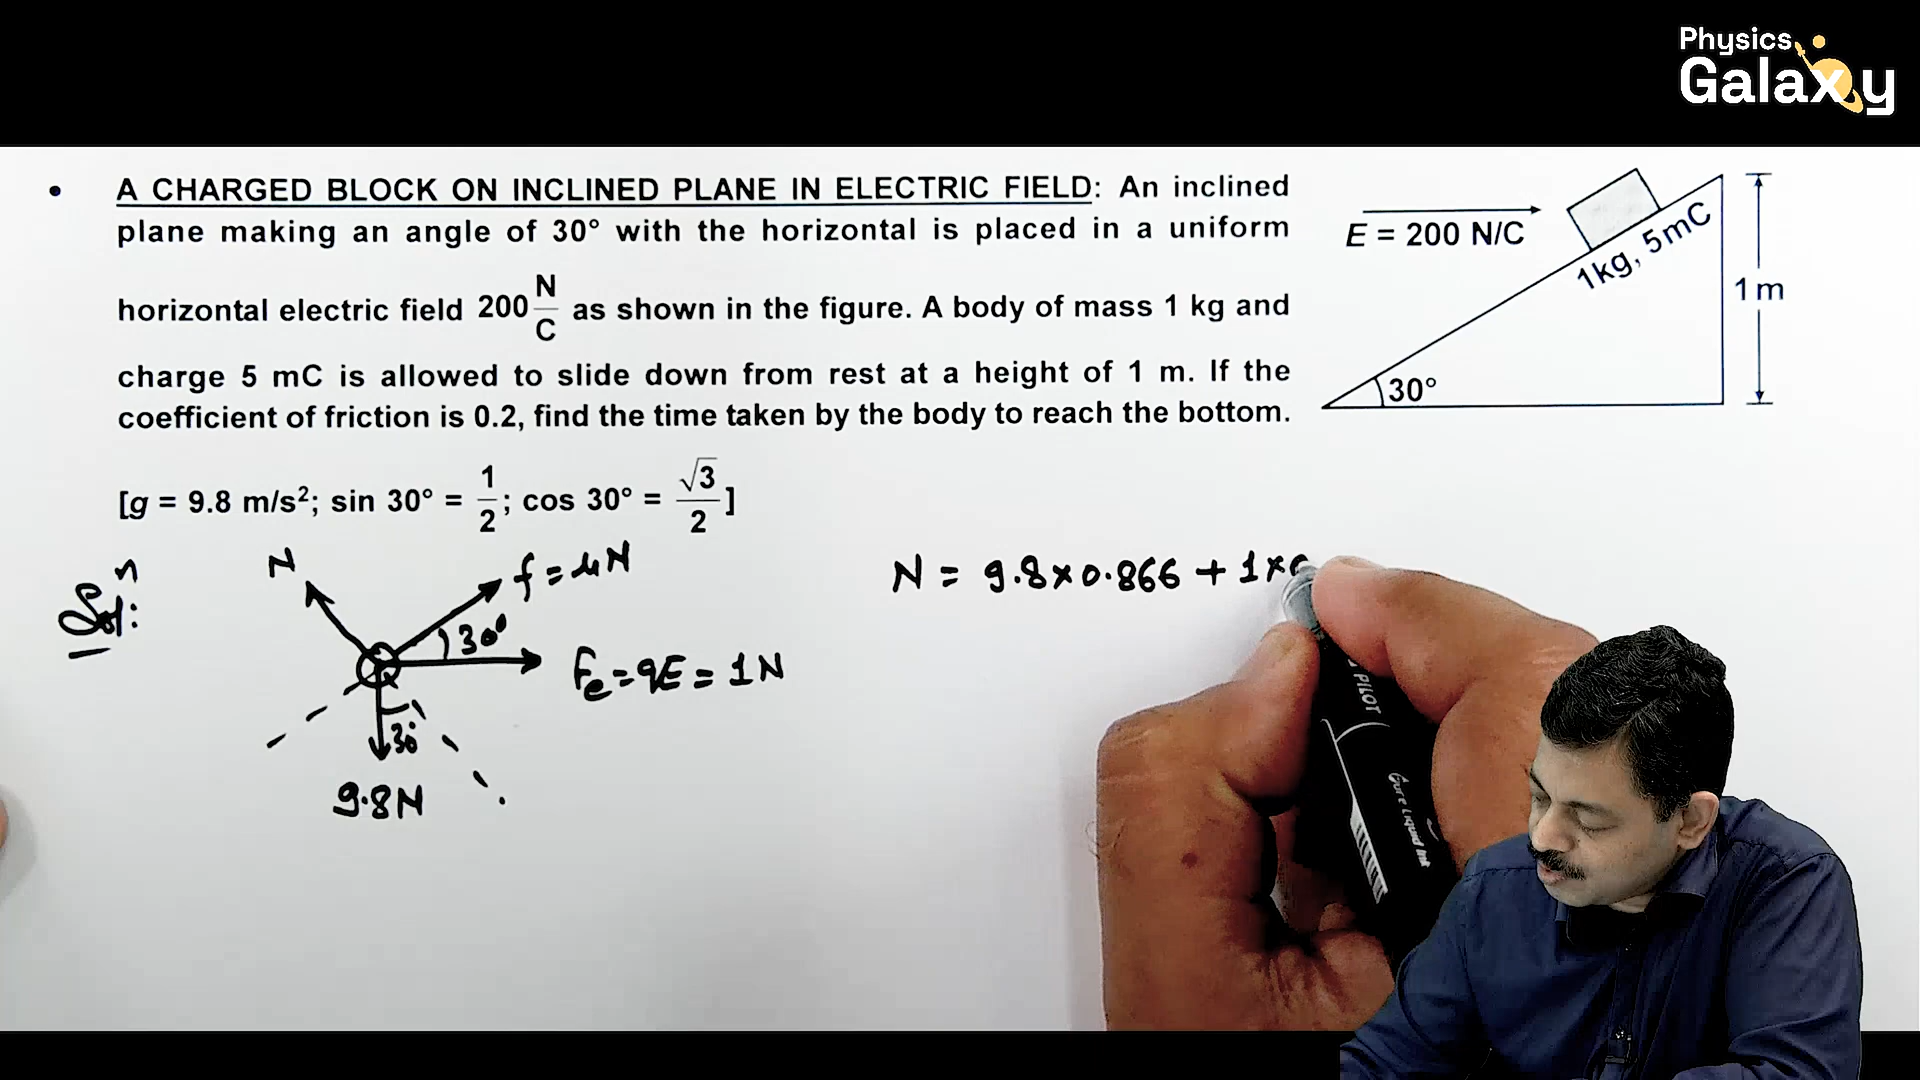 Physics
Galaxy
• A CHARGED BLOCK ON INCLINED PLANE IN ELECTRIC FIELD: An inclined
plane making an angle of 30° with the horizontal is placed in a uniform
horizontal electric field 200 N/C as shown in the figure. A body of mass 1 kg and
charge 5 mC is allowed to slide down from rest at a height of 1 m. If the
coefficient of friction is 0.2, find the time taken by the body to reach the bottom.
[g = 9.8 m/s²; sin 30° = 1/2; cos 30° = √3/2]
E = 200 N/C
1kg, 5mC
1 m
30°
Solⁿ:
N
f = μN
30°
Fe = qE = 1N
30°
9.8N
N = 9.8×0.866 + 1×
PILOT